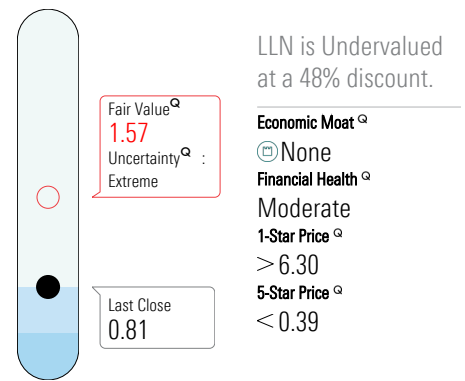 LLN is Undervalued
at a 48% discount.
Fair Value Q
1.57
Uncertainty Q :
Extreme
Economic Moat Q
None
Financial Health Q
Moderate
1-Star Price Q
>6.30
5-Star Price Q
<0.39
Last Close
0.81